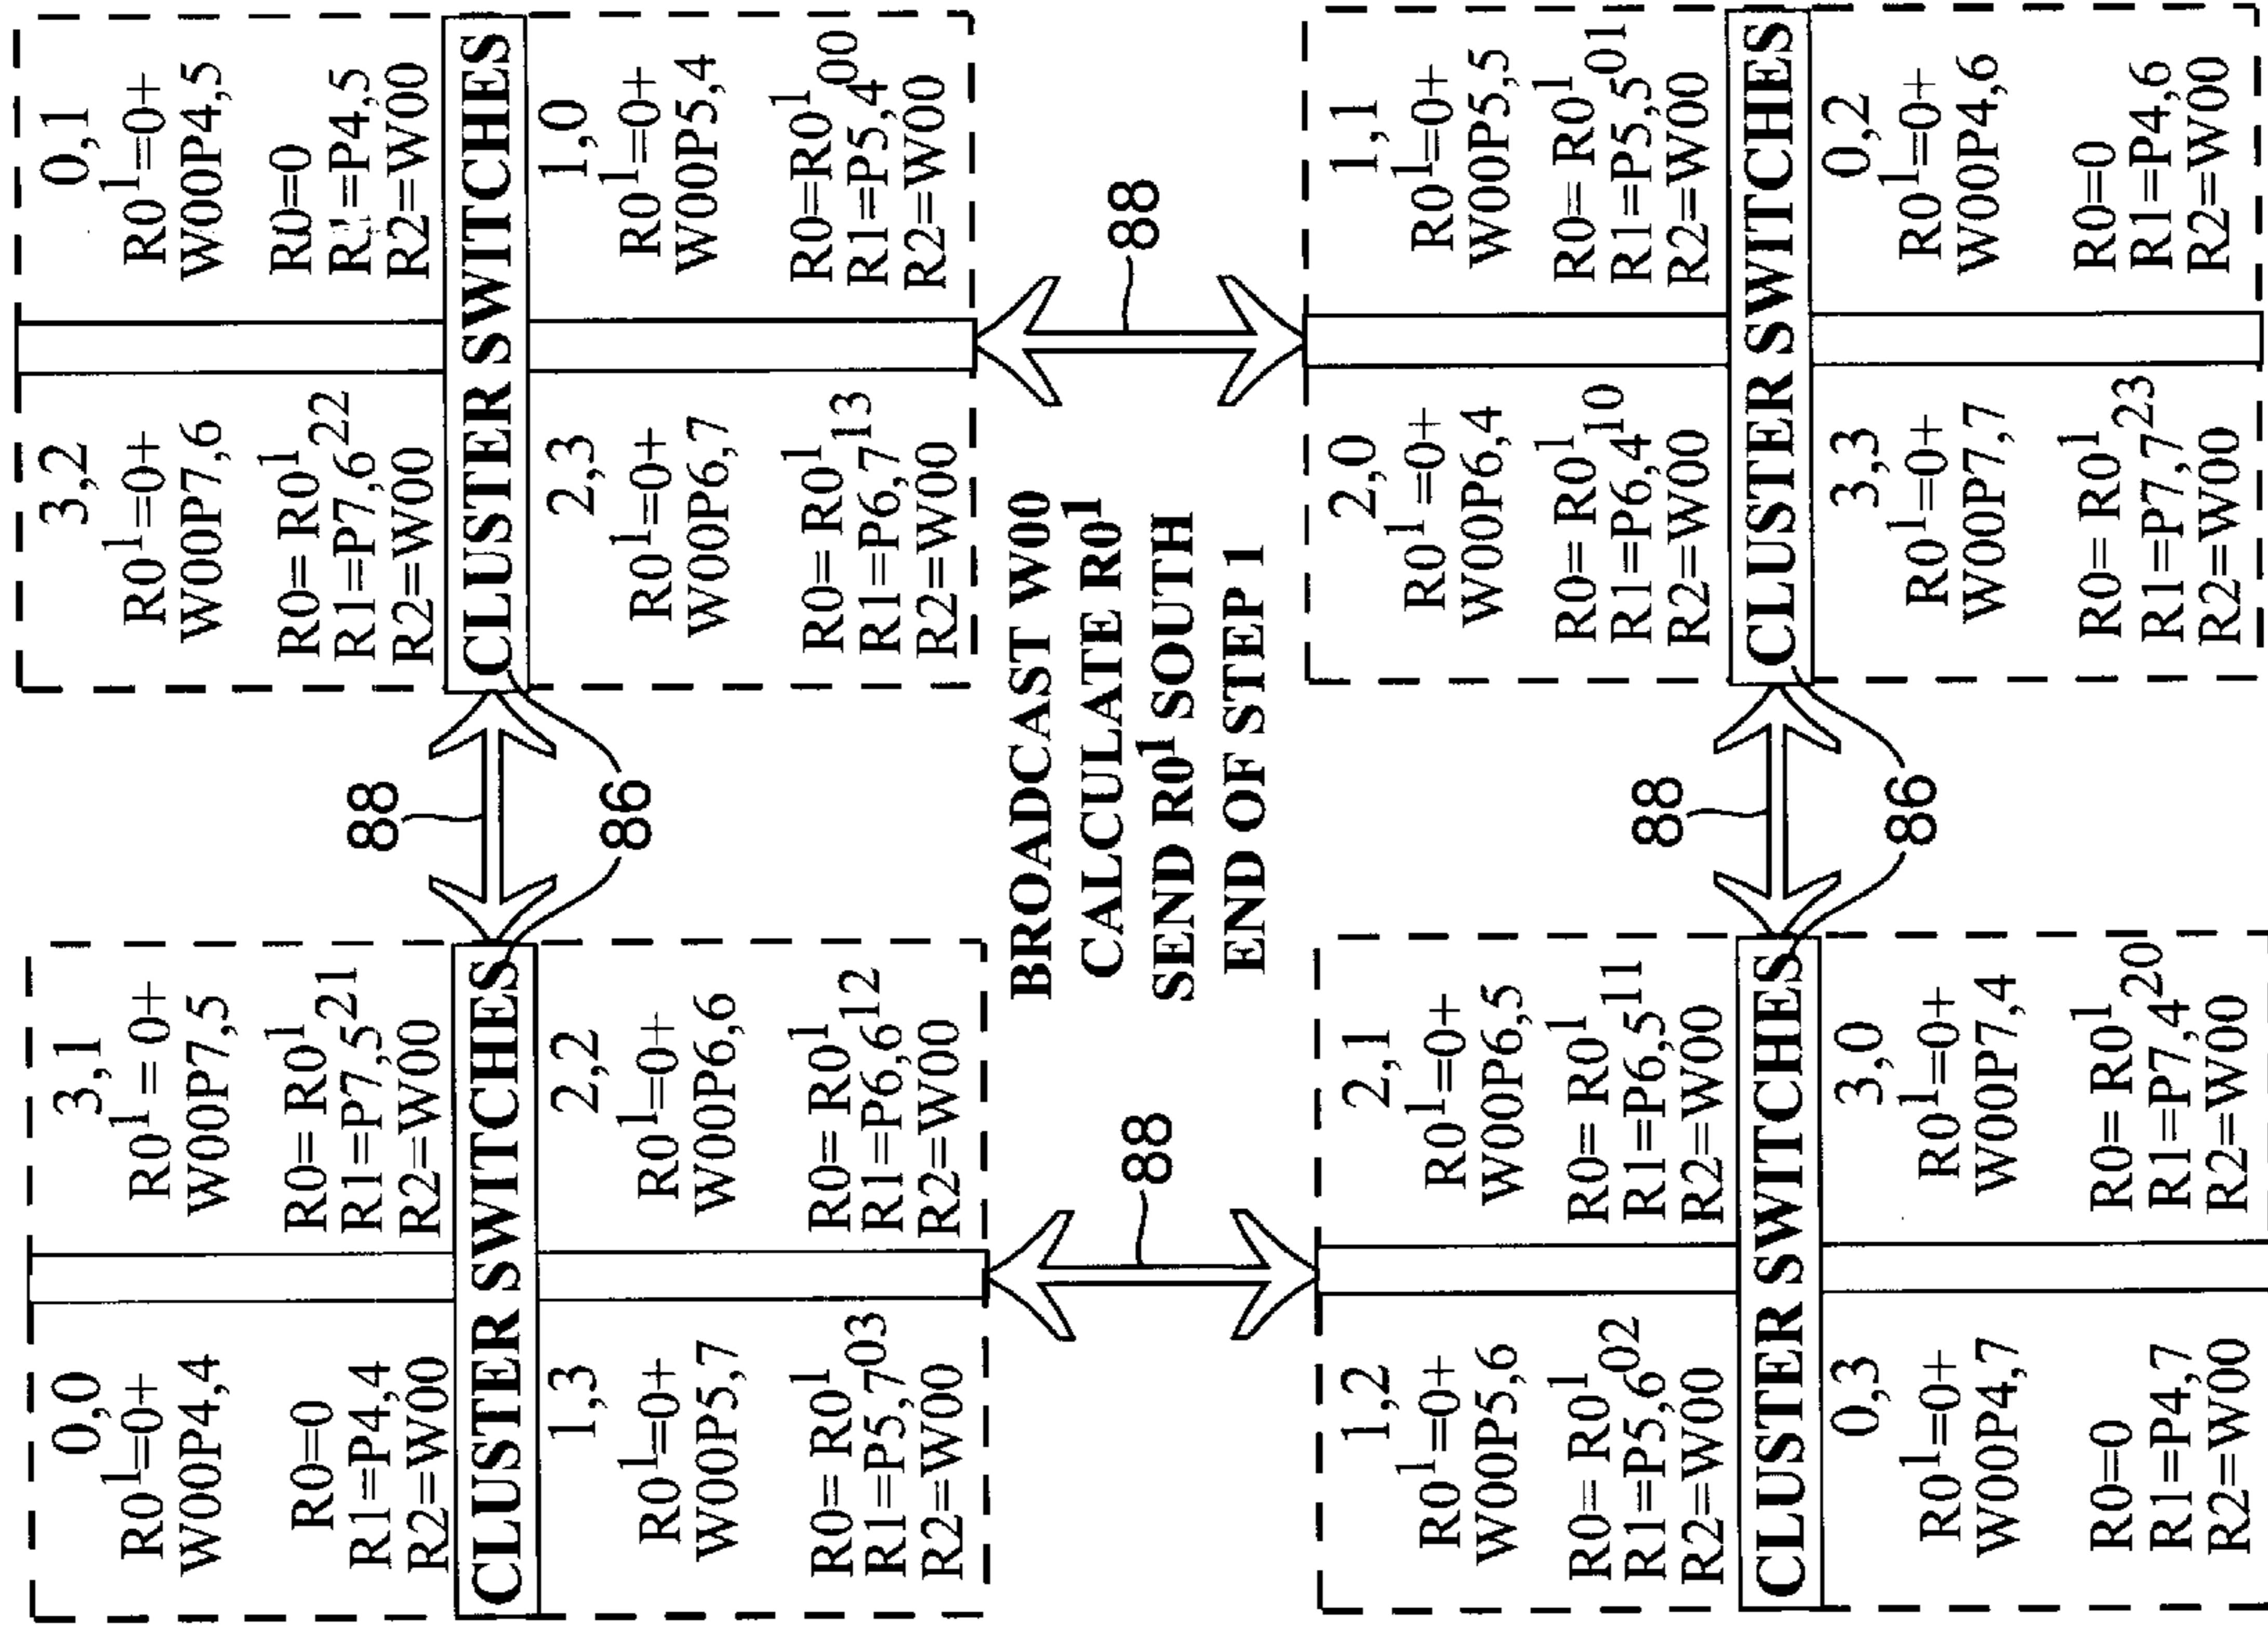 0,0
R0¹=0+
W00P4,4
R0=0
R1=P4,4
R2=W00
3,1
R0¹=0+
W00P7,5
R0=R0¹
R1=P7,5²¹
R2=W00
CLUSTER SWITCHES
1,3
R0¹=0+
W00P5,7
R0=R0¹
R1=P5,7⁰³
R2=W00
2,2
R0¹=0+
W00P6,6
R0=R0¹
R1=P6,6¹²
R2=W00
88
86
3,2
R0¹=0+
W00P7,6
R0=R0¹
R1=P7,6²²
R2=W00
0,1
R0¹=0+
W00P4,5
R0=0
R1=P4,5
R2=W00
CLUSTER SWITCHES
2,3
R0¹=0+
W00P6,7
R0=R0¹
R1=P6,7¹³
R2=W00
1,0
R0¹=0+
W00P5,4
R0=R0¹
R1=P5,4⁰⁰
R2=W00
88
BROADCAST W00
CALCULATE R0¹
SEND R0¹ SOUTH
END OF STEP 1
88
1,2
R0¹=0+
W00P5,6
R0=R0¹
R1=P5,6⁰²
R2=W00
2,1
R0¹=0+
W00P6,5
R0=R0¹
R1=P6,5¹¹
R2=W00
CLUSTER SWITCHES
0,3
R0¹=0+
W00P4,7
R0=0
R1=P4,7
R2=W00
3,0
R0¹=0+
W00P7,4
R0=R0¹
R1=P7,4²⁰
R2=W00
88
86
2,0
R0¹=0+
W00P6,4
R0=R0¹
R1=P6,4¹⁰
R2=W00
1,1
R0¹=0+
W00P5,5
R0=R0¹
R1=P5,5⁰¹
R2=W00
CLUSTER SWITCHES
3,3
R0¹=0+
W00P7,7
R0=R0¹
R1=P7,7²³
R2=W00
0,2
R0¹=0+
W00P4,6
R0=0
R1=P4,6
R2=W00